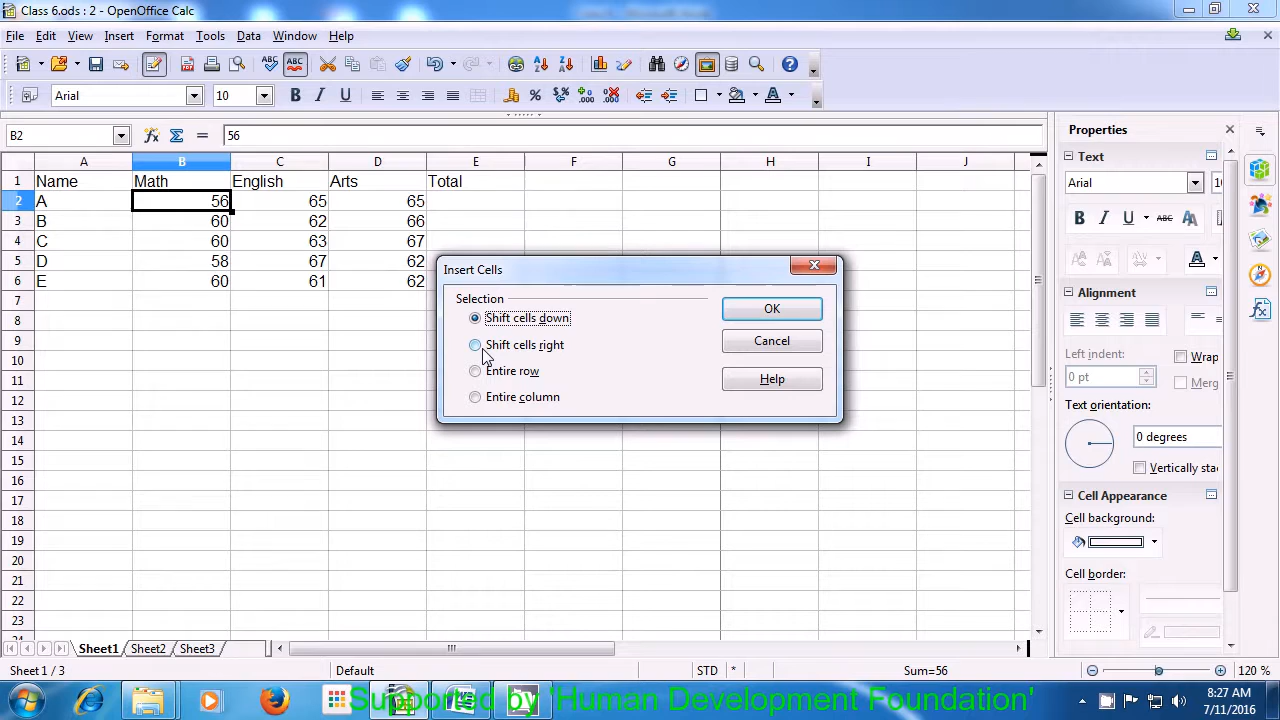 Class 6.ods : 2 - OpenOffice Calc
File Edit View Insert Format Tools Data Window Help
Arial 10
B2 56
A B C D E F G H I J
1 Name Math English Arts Total
2 A 56 65 65
3 B 60 62 66
4 C 60 63 67
5 D 58 67 62
6 E 60 61 62
7
8
9
10
11
12
13
14
15
16
17
18
19
20
21
22
23
Insert Cells
Selection
Shift cells down
Shift cells right
Entire row
Entire column
OK
Cancel
Help
Properties
Text
Arial
B I U ABC
Alignment
Left indent: Wrap
0 pt Merg
Text orientation:
0 degrees
Vertically stac
Cell Appearance
Cell background:
Cell border:
Sheet1 Sheet2 Sheet3
Sheet 1 / 3 Default STD * Sum=56 120 %
Supported by 'Human Development Foundation'
8:27 AM
7/11/2016